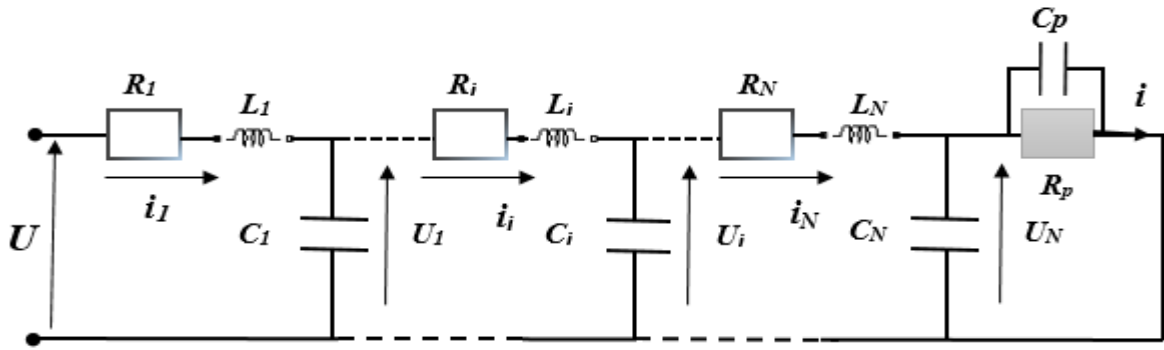 Cp
R1 Ri RN i
L1 Li LN
Rp
i1 ii iN
U C1 U1 Ci Ui CN UN